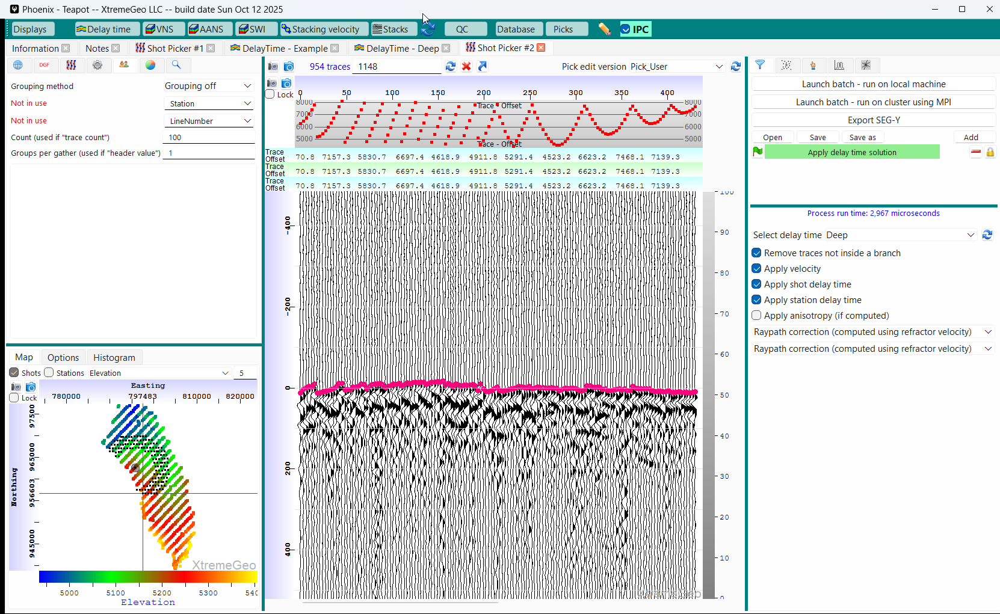 Phoenix - Teapot -- XtremeGeo LLC -- build date Sun Oct 12 2025
Displays Delay time VNS AANS SWI Stacking velocity Stacks QC Database Picks IPC
Information Notes Shot Picker #1 DelayTime - Example DelayTime - Deep Shot Picker #2
DGF
Grouping method Grouping off
Not in use Station
Not in use LineNumber
Count (used if "trace count") 100
Groups per gather (used if "header value") 1
Map Options Histogram
Shots Stations Elevation 5
Easting
Lock
780000 797483 810000 820000
Northing
97500
965000
956603
945000
XtremeGeo
5000 5100 5200 5300 540
Elevation
954 traces 1148 Pick edit version Pick_User
Lock
0 50 100 150 200 250 300 350 400
8000 Trace - Offset 8000
7000 7000
6000 6000
5000 Trace - Offset 5000
Trace
Offset 70.8 7157.3 5830.7 6697.4 4618.9 4911.8 5291.4 4523.2 6623.2 7468.1 7139.3
Trace
Offset 70.8 7157.3 5830.7 6697.4 4618.9 4911.8 5291.4 4523.2 6623.2 7468.1 7139.3
Trace
Offset 70.8 7157.3 5830.7 6697.4 4618.9 4911.8 5291.4 4523.2 6623.2 7468.1 7139.3
-400
-200
0
200
400
100
90
80
70
60
50
40
30
20
10
0
XtremeGeo
Launch batch - run on local machine
Launch batch - run on cluster using MPI
Export SEG-Y
Open Save Save as Add
Apply delay time solution
Process run time: 2,967 microseconds
Select delay time Deep
Remove traces not inside a branch
Apply velocity
Apply shot delay time
Apply station delay time
Apply anisotropy (if computed)
Raypath correction (computed using refractor velocity)
Raypath correction (computed using refractor velocity)